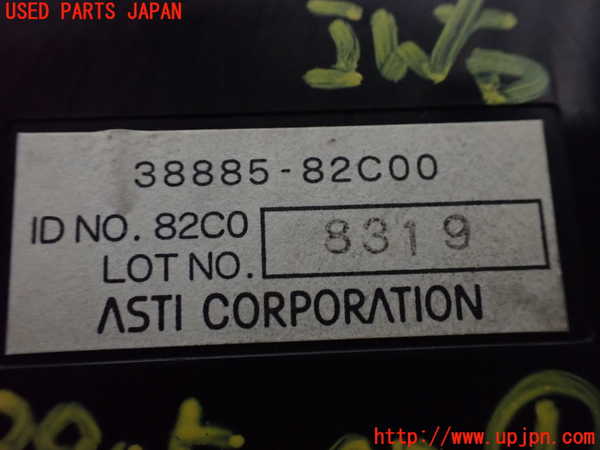 USED PARTS JAPAN
38885-82C00
ID NO. 82C0
8319
LOT NO.
ASTI CORPORATION
http://www.upjpn.com/